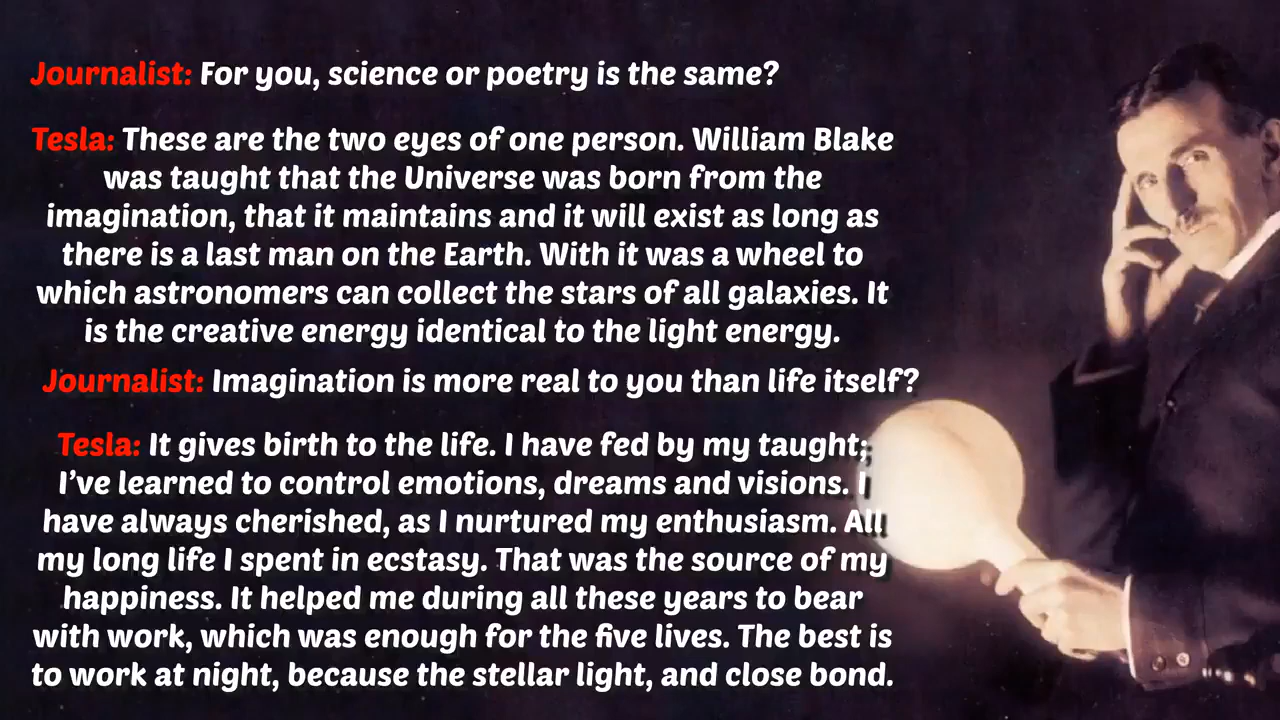 Journalist: For you, science or poetry is the same?
Tesla: These are the two eyes of one person. William Blake
was taught that the Universe was born from the
imagination, that it maintains and it will exist as long as
there is a last man on the Earth. With it was a wheel to
which astronomers can collect the stars of all galaxies. It
is the creative energy identical to the light energy.
Journalist: Imagination is more real to you than life itself?
Tesla: It gives birth to the life. I have fed by my taught;
I’ve learned to control emotions, dreams and visions. I
have always cherished, as I nurtured my enthusiasm. All
my long life I spent in ecstasy. That was the source of my
happiness. It helped me during all these years to bear
with work, which was enough for the five lives. The best is
to work at night, because the stellar light, and close bond.